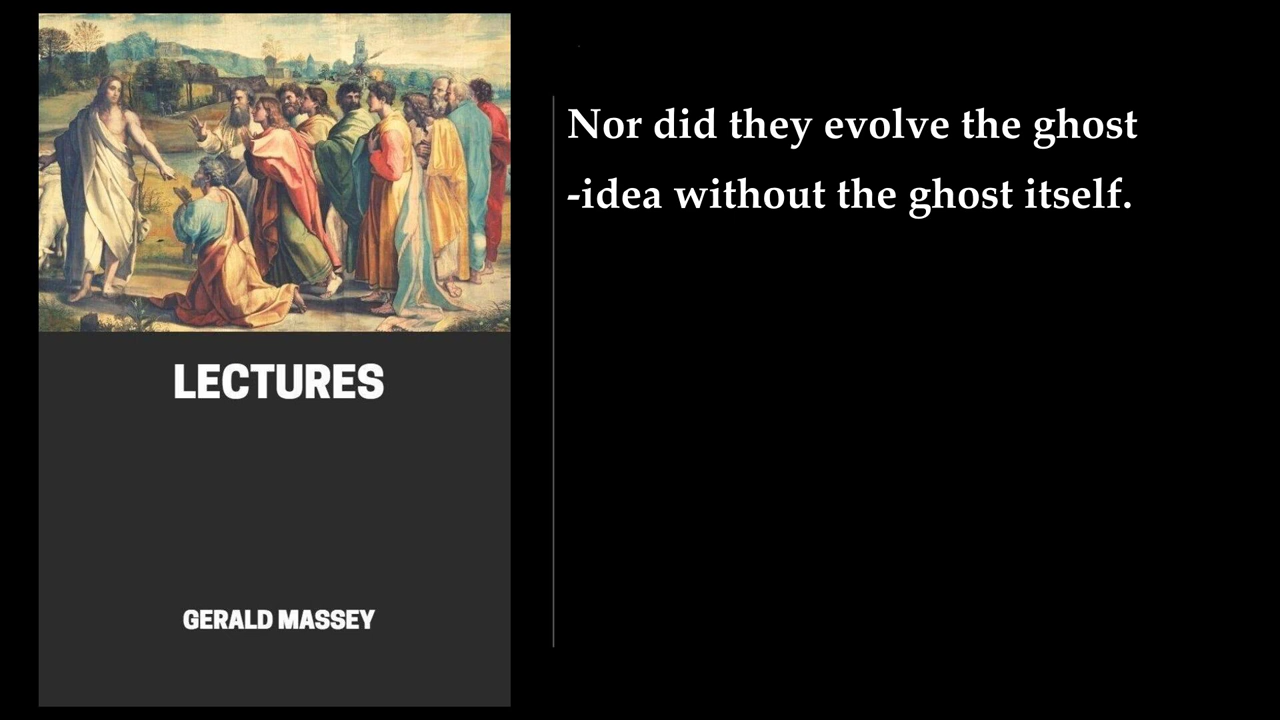 LECTURES
GERALD MASSEY
Nor did they evolve the ghost
-idea without the ghost itself.